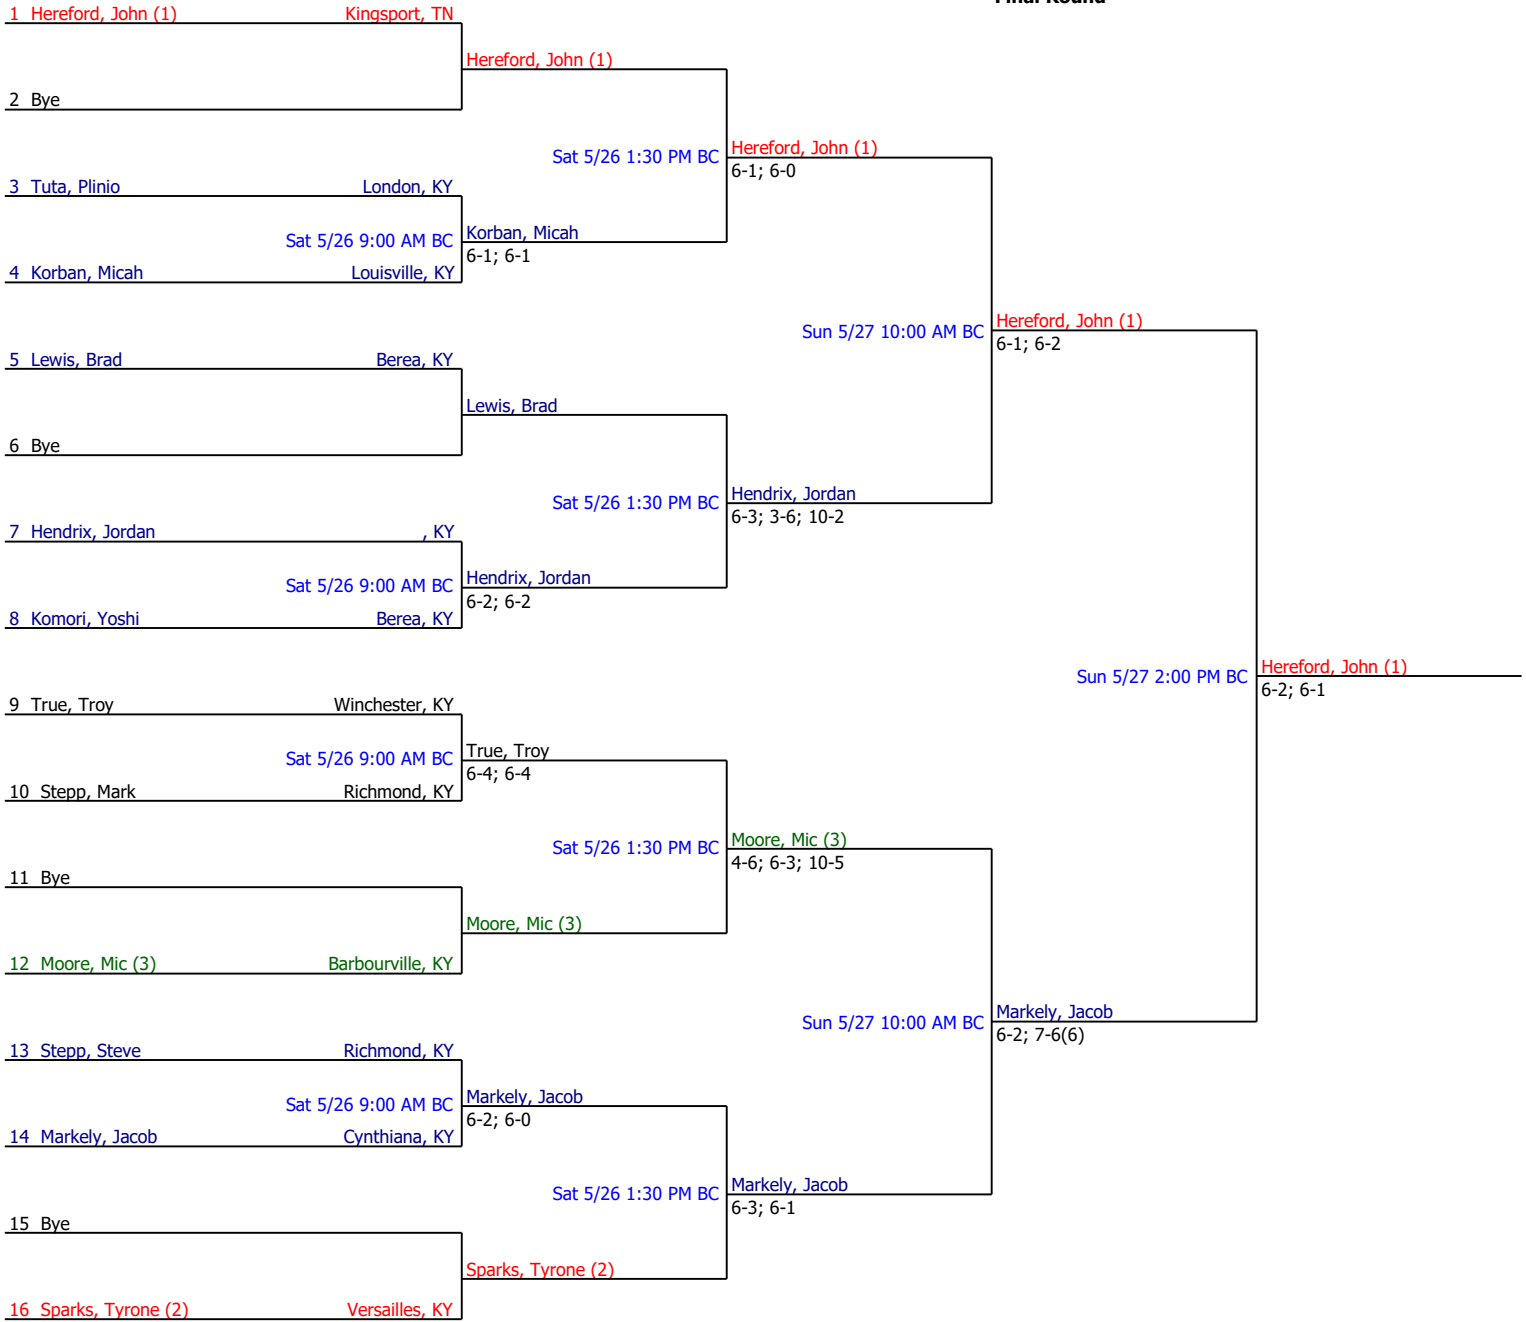 Final Round
1 Hereford, John (1) Kingsport, TN
Hereford, John (1)
2 Bye
Sat 5/26 1:30 PM BC Hereford, John (1)
6-1; 6-0
3 Tuta, Plinio London, KY
Sat 5/26 9:00 AM BC Korban, Micah
6-1; 6-1
4 Korban, Micah Louisville, KY
Sun 5/27 10:00 AM BC Hereford, John (1)
6-1; 6-2
5 Lewis, Brad Berea, KY
Lewis, Brad
6 Bye
Sat 5/26 1:30 PM BC Hendrix, Jordan
6-3; 3-6; 10-2
7 Hendrix, Jordan , KY
Sat 5/26 9:00 AM BC Hendrix, Jordan
6-2; 6-2
8 Komori, Yoshi Berea, KY
Sun 5/27 2:00 PM BC Hereford, John (1)
6-2; 6-1
9 True, Troy Winchester, KY
Sat 5/26 9:00 AM BC True, Troy
6-4; 6-4
10 Stepp, Mark Richmond, KY
Sat 5/26 1:30 PM BC Moore, Mic (3)
4-6; 6-3; 10-5
11 Bye
Moore, Mic (3)
12 Moore, Mic (3) Barbourville, KY
Sun 5/27 10:00 AM BC Markely, Jacob
6-2; 7-6(6)
13 Stepp, Steve Richmond, KY
Sat 5/26 9:00 AM BC Markely, Jacob
6-2; 6-0
14 Markely, Jacob Cynthiana, KY
Sat 5/26 1:30 PM BC Markely, Jacob
6-3; 6-1
15 Bye
Sparks, Tyrone (2)
16 Sparks, Tyrone (2) Versailles, KY